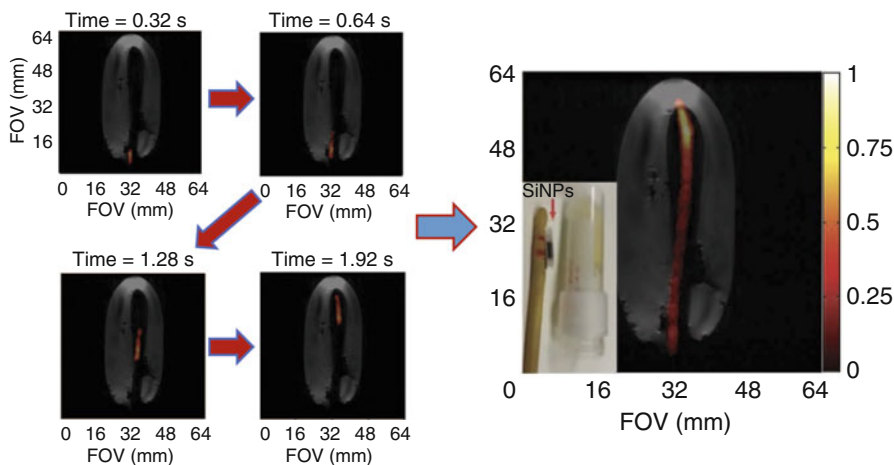 Time = 0.32 s
Time = 0.64 s
64
48
32
16
FOV (mm)
0 16 32 48 64
FOV (mm)
0 16 32 48 64
FOV (mm)
Time = 1.28 s
Time = 1.92 s
0 16 32 48 64
FOV (mm)
0 16 32 48 64
FOV (mm)
64
48
32
16
0
FOV (mm)
SiNPs
16 32 48 64
FOV (mm)
1
0.75
0.5
0.25
0